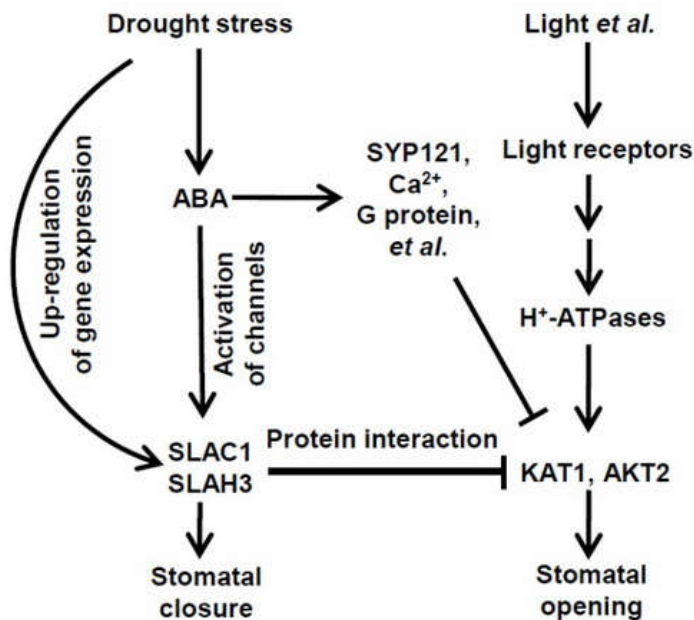 Drought stress
Light et al.
Light receptors
SYP121,
Ca²⁺,
G protein,
et al.
ABA
Up-regulation
of gene expression
Activation
of channels
H⁺-ATPases
SLAC1
SLAH3
Protein interaction
KAT1, AKT2
Stomatal
closure
Stomatal
opening